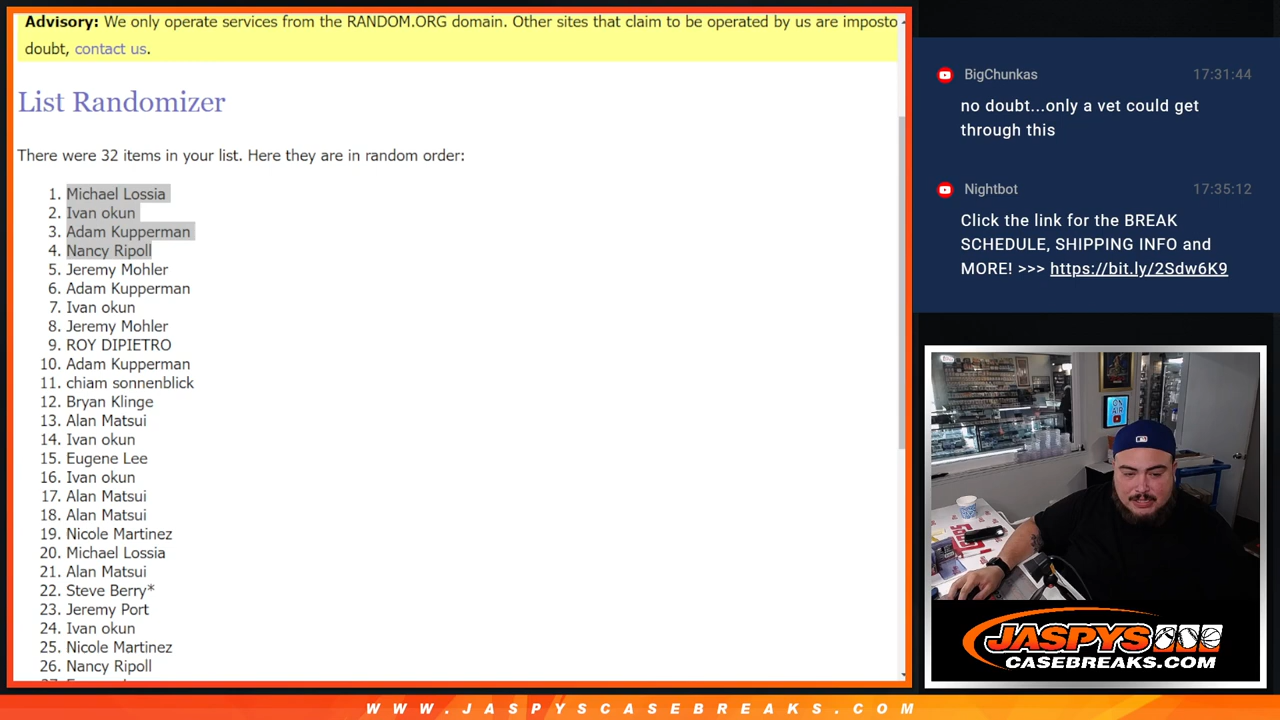 Advisory: We only operate services from the RANDOM.ORG domain. Other sites that claim to be operated by us are imposto
doubt, contact us.
List Randomizer
There were 32 items in your list. Here they are in random order:
1. Michael Lossia
2. Ivan okun
3. Adam Kupperman
4. Nancy Ripoll
5. Jeremy Mohler
6. Adam Kupperman
7. Ivan okun
8. Jeremy Mohler
9. ROY DIPIETRO
10. Adam Kupperman
11. chiam sonnenblick
12. Bryan Klinge
13. Alan Matsui
14. Ivan okun
15. Eugene Lee
16. Ivan okun
17. Alan Matsui
18. Alan Matsui
19. Nicole Martinez
20. Michael Lossia
21. Alan Matsui
22. Steve Berry*
23. Jeremy Port
24. Ivan okun
25. Nicole Martinez
26. Nancy Ripoll
BigChunkas 17:31:44
no doubt...only a vet could get
through this
Nightbot 17:35:12
Click the link for the BREAK
SCHEDULE, SHIPPING INFO and
MORE! >>> https://bit.ly/2Sdw6K9
ON
AIR
JASPYS
CASEBREAKS.COM
WWW.JASPYSCASEBREAKS.COM